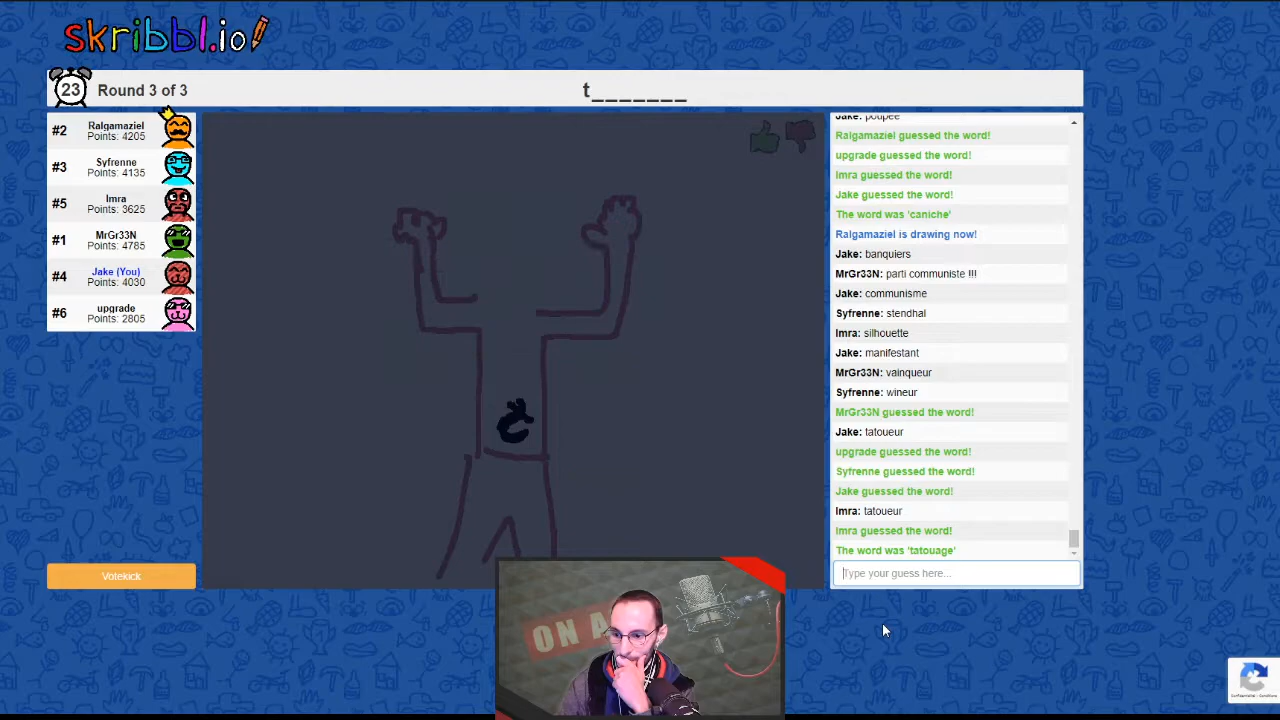 skribbl.io!
23
Round 3 of 3
t_______
#2
Ralgamaziel
Points: 4205
#3
Syfrenne
Points: 4135
#5
Imra
Points: 3625
#1
MrGr33N
Points: 4785
#4
Jake (You)
Points: 4030
#6
upgrade
Points: 2805
Votekick
Jake: poupée
Ralgamaziel guessed the word!
upgrade guessed the word!
Imra guessed the word!
Jake guessed the word!
The word was 'caniche'
Ralgamaziel is drawing now!
Jake: banquiers
MrGr33N: parti communiste !!!
Jake: communisme
Syfrenne: stendhal
Imra: silhouette
Jake: manifestant
MrGr33N: vainqueur
Syfrenne: wineur
MrGr33N guessed the word!
Jake: tatoueur
upgrade guessed the word!
Syfrenne guessed the word!
Jake guessed the word!
Imra: tatoueur
Imra guessed the word!
The word was 'tatouage'
Type your guess here...
ON A